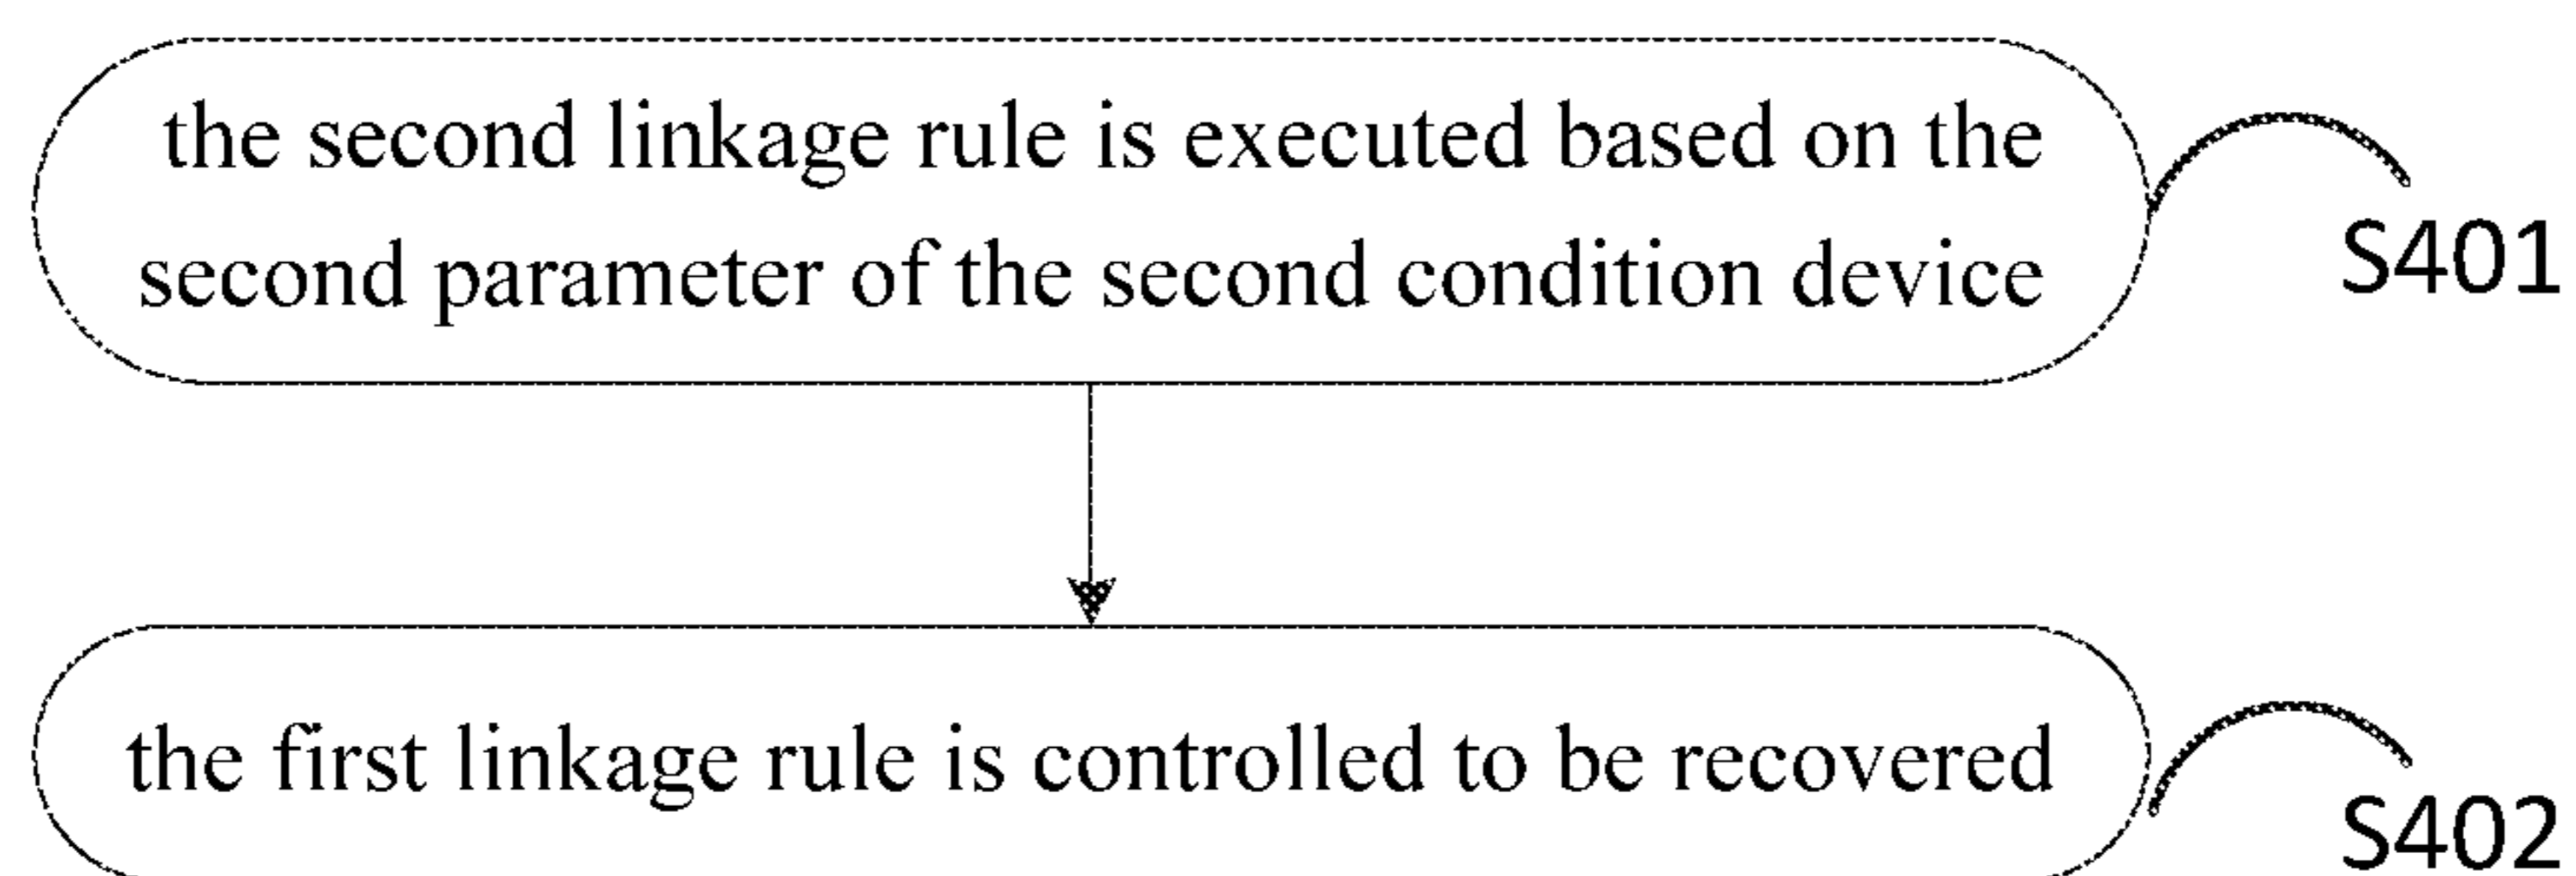 the second linkage rule is executed based on the
second parameter of the second condition device
S401
the first linkage rule is controlled to be recovered
S402